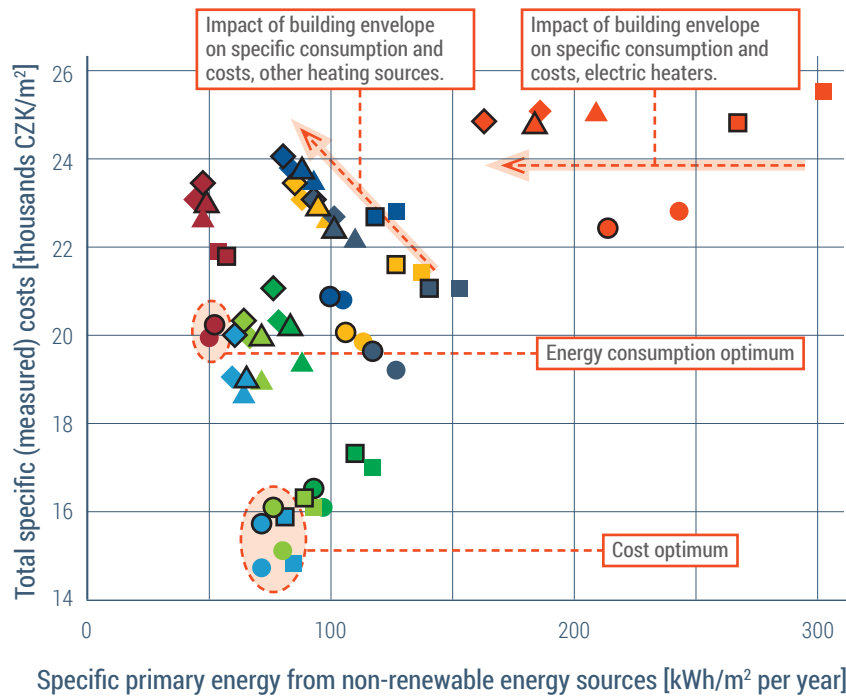 Impact of building envelope
on specific consumption and
costs, other heating sources.
Impact of building envelope
on specific consumption and
costs, electric heaters.
Total specific (measured) costs [thousands CZK/m²]
26
24
22
20
18
16
14
Energy consumption optimum
Cost optimum
0
100
200
300
Specific primary energy from non-renewable energy sources [kWh/m² per year]